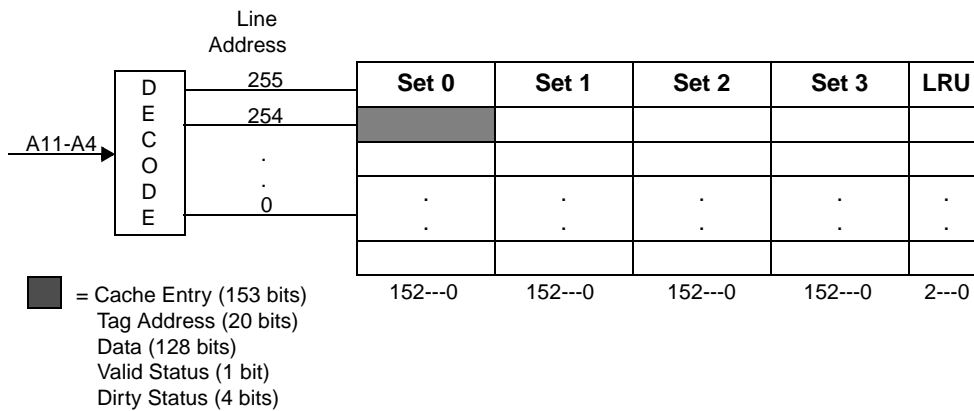 Line
Address
D
E
C
O
D
E
A11-A4
255
254
.
.
0
Set 0 Set 1 Set 2 Set 3 LRU
. . . . .
. . . . .
152---0 152---0 152---0 152---0 2---0
= Cache Entry (153 bits)
Tag Address (20 bits)
Data (128 bits)
Valid Status (1 bit)
Dirty Status (4 bits)